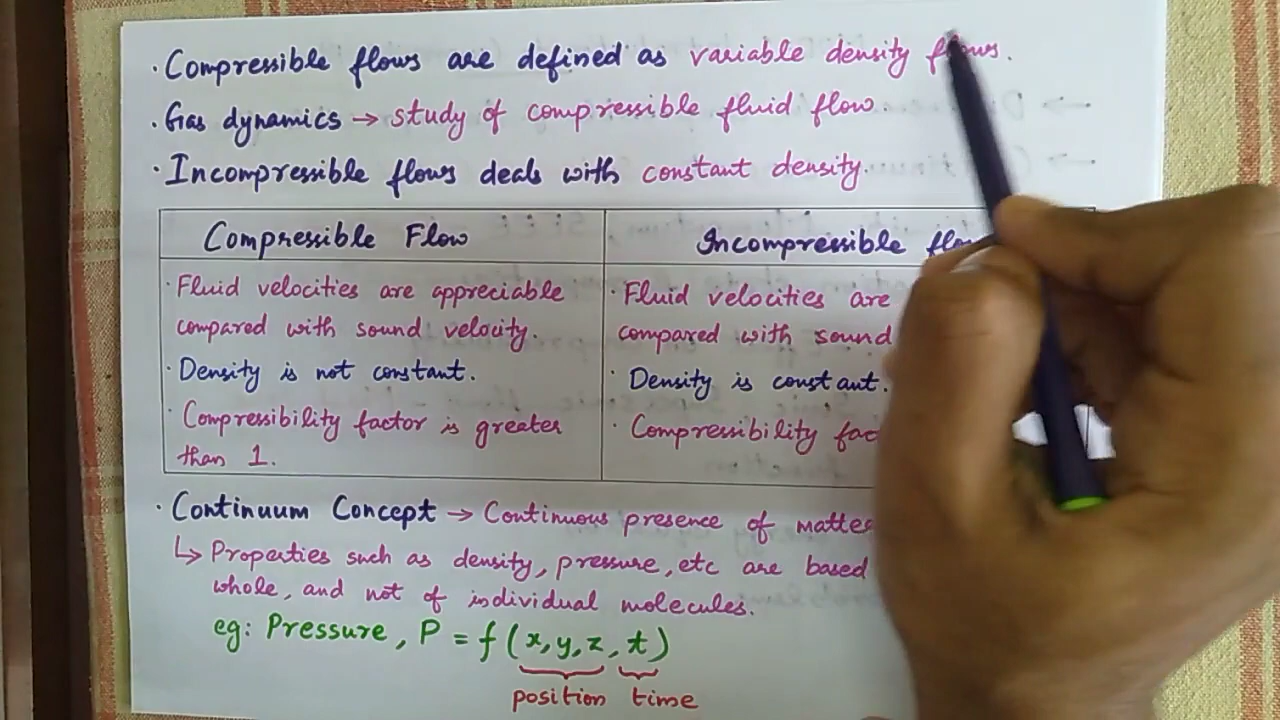 · Compressible flows are defined as variable density flows.
· Gas dynamics → study of compressible fluid flow.
· Incompressible flows deals with constant density.
Compressible Flow
Incompressible flow
· Fluid velocities are appreciable
compared with sound velocity.
· Density is not constant.
· Compressibility factor is greater
than 1.
· Fluid velocities are
compared with sound
· Density is constant.
· Compressibility
· Continuum Concept → Continuous presence of matter
↳ Properties such as density, pressure, etc are based
whole, and not of individual molecules.
eg: Pressure, P = f (x, y, z, t)
position time